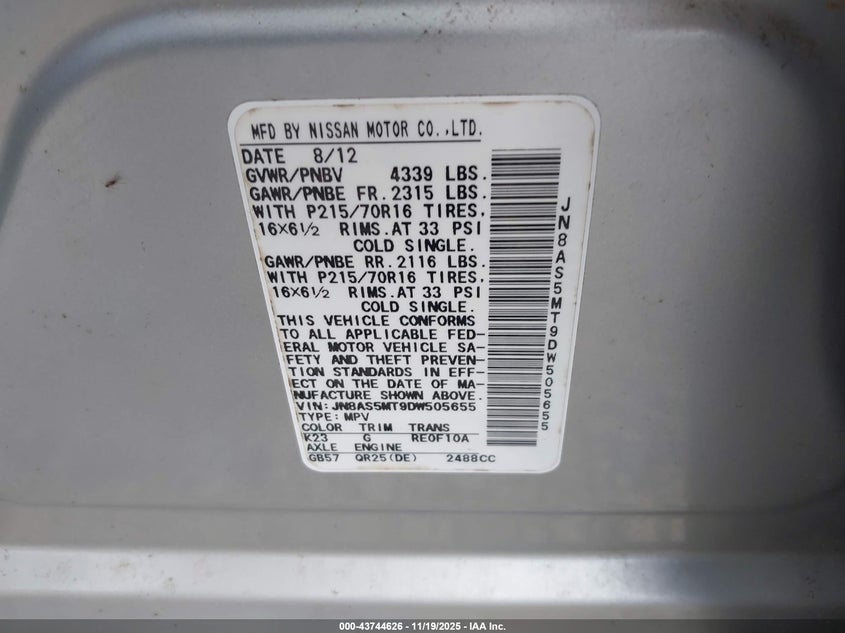 MFD BY NISSAN MOTOR CO.,LTD.
DATE 8/12
GVWR/PNBV 4339 LBS.
GAWR/PNBE FR. 2315 LBS.
WITH P215/70R16 TIRES,
16X6½ RIMS.AT 33 PSI
COLD SINGLE.
GAWR/PNBE RR. 2116 LBS.
WITH P215/70R16 TIRES,
16X6½ RIMS.AT 33 PSI
COLD SINGLE.
THIS VEHICLE CONFORMS
TO ALL APPLICABLE FED-
ERAL MOTOR VEHICLE SA-
FETY AND THEFT PREVEN-
TION STANDARDS IN EFF-
ECT ON THE DATE OF MA-
NUFACTURE SHOWN ABOVE.
VIN: JN8AS5MT9DW505655
TYPE: MPV
COLOR TRIM TRANS
K23 G RE0F10A
AXLE ENGINE
GB57 QR25(DE) 2488CC
JN8AS5MT9DW505655
000-43744626 - 11/19/2025 - IAA Inc.